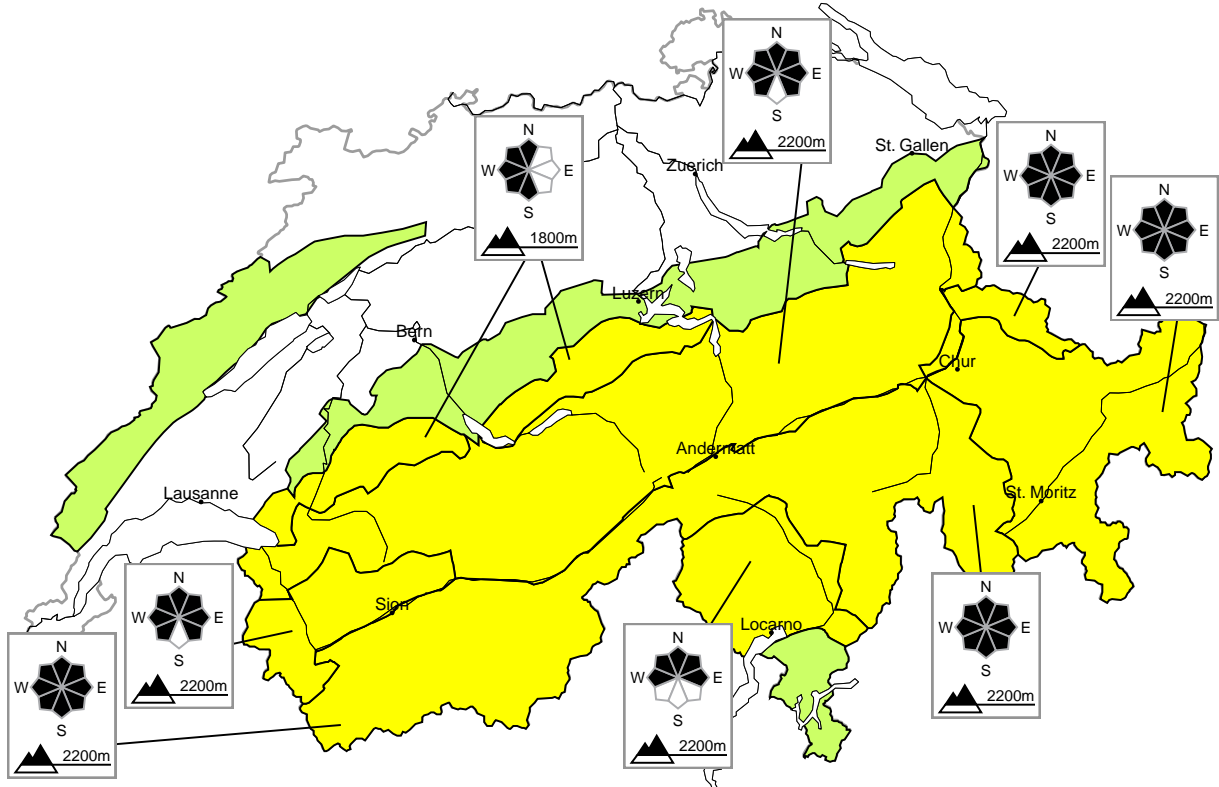 N
W E
S
2200m
N
W E
S
1800m
N
W E
S
2200m
N
W E
S
2200m
St. Gallen
Zuerich
Luzern
Bern
Chur
Andermatt
Lausanne
St. Moritz
Sion
Locarno
N
W E
S
2200m
N
W E
S
2200m
N
W E
S
2200m
N
W E
S
2200m